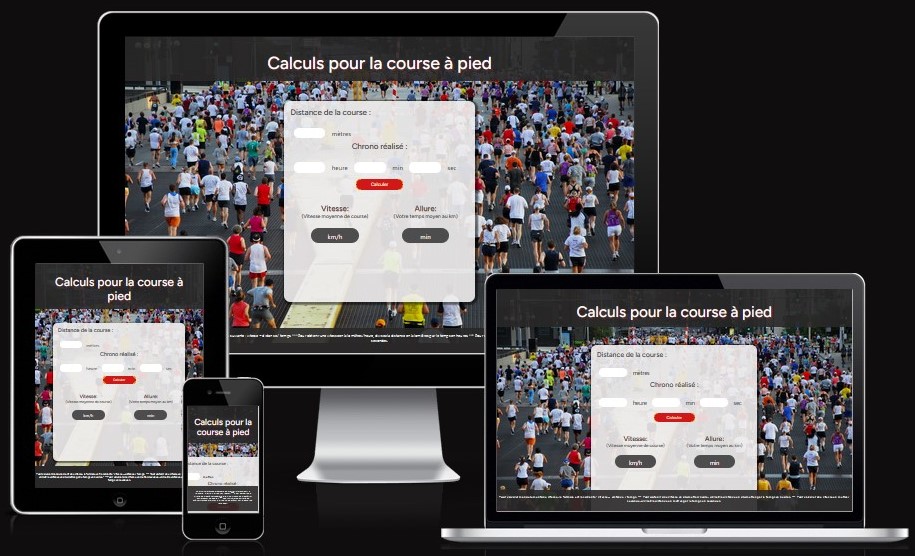 Calculs pour la course à pied
Distance de la course :
mètres
Chrono réalisé :
heure min sec
Calculer
Vitesse: Allure:
(Vitesse moyenne de course) (Votre temps moyen au km)
km/h min
Calculs pour la course à
pied
Distance de la course :
mètres
Chrono réalisé :
heure min sec
Calculer
Vitesse: Allure:
(Vitesse moyenne de course) (Votre temps moyen au km)
km/h min
Calculs pour la
course à pied
Distance de la course :
mètres
Chrono réalisé :
Calculs pour la course à pied
Distance de la course :
mètres
Chrono réalisé :
heure min sec
Calculer
Vitesse: Allure:
(Vitesse moyenne de course) (Votre temps moyen au km)
km/h min